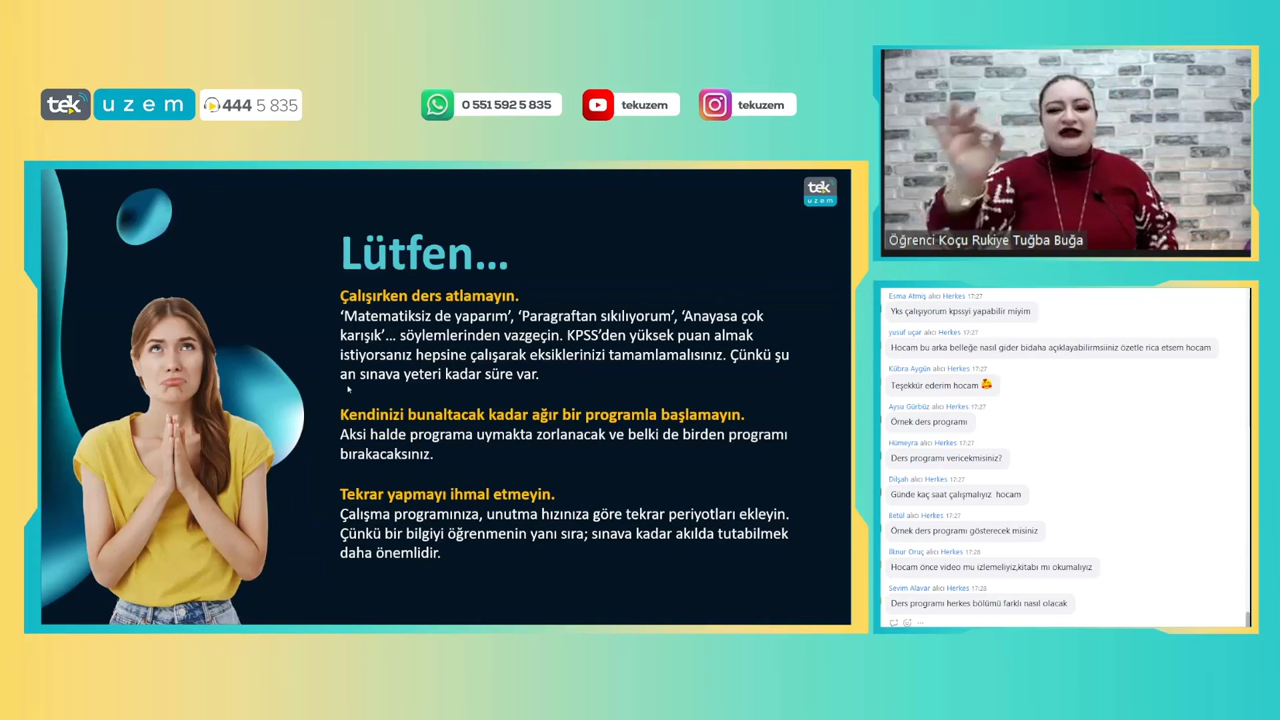 tek uzem 444 5 835
0 551 592 5 835
tekuzem
tekuzem
tek
uzem
Lütfen...
Çalışırken ders atlamayın.
‘Matematiksiz de yaparım’, ‘Paragraftan sıkılıyorum’, ‘Anayasa çok
karışık’... söylemlerinden vazgeçin. KPSS’den yüksek puan almak
istiyorsanız hepsine çalışarak eksiklerinizi tamamlamalısınız. Çünkü şu
an sınava yeteri kadar süre var.
Kendinizi bunaltacak kadar ağır bir programla başlamayın.
Aksi halde programa uymakta zorlanacak ve belki de birden programı
bırakacaksınız.
Tekrar yapmayı ihmal etmeyin.
Çalışma programınıza, unutma hızınıza göre tekrar periyotları ekleyin.
Çünkü bir bilgiyi öğrenmenin yanı sıra; sınava kadar akılda tutabilmek
daha önemlidir.
Öğrenci Koçu Rukiye Tuğba Buğa
Esma Atmış alıcı Herkes 17:27
Yks çalışıyorum kpssyi yapabilir miyim
yusuf uçar alıcı Herkes 17:27
Hocam bu arka belleğe nasıl gider bidaha açıklayabilirmsiiniz özetle rica etsem hocam
Kübra Aygün alıcı Herkes 17:27
Teşekkür ederim hocam 🥰
Aysu Gürbüz alıcı Herkes 17:27
Örnek ders programı
Hümeyra alıcı Herkes 17:27
Ders programı vericekmisiniz?
Dilşah alıcı Herkes 17:27
Günde kaç saat çalışmalıyız hocam
Betül alıcı Herkes 17:27
Örnek ders programı gösterecek misiniz
İlknur Oruç alıcı Herkes 17:28
Hocam önce video mu izlemeliyiz,kitabı mı okumalıyız
Sevim Alavar alıcı Herkes 17:28
Ders programı herkes bölümü farklı nasıl olacak